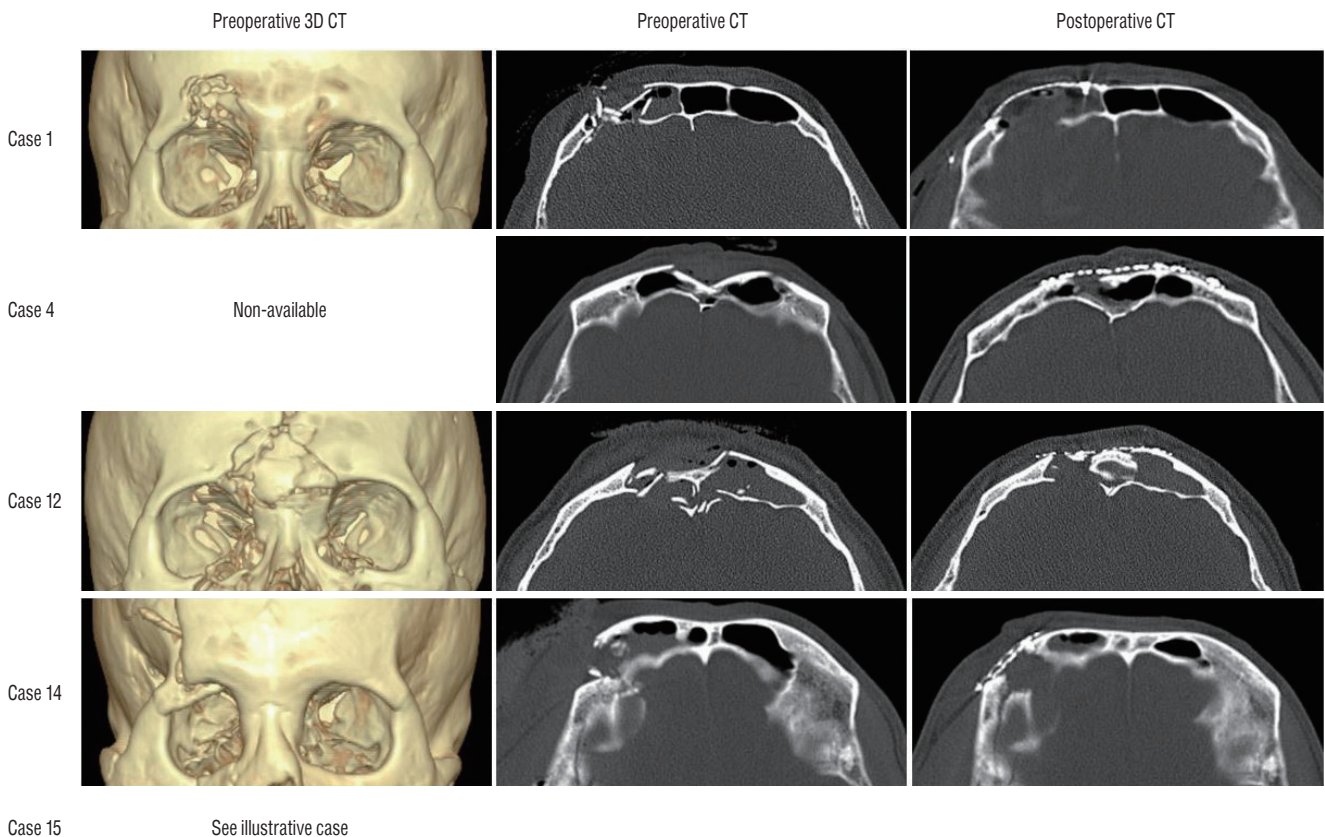 Preoperative 3D CT
Preoperative CT
Postoperative CT
Case 1
Case 4
Non-available
Case 12
Case 14
Case 15
See illustrative case